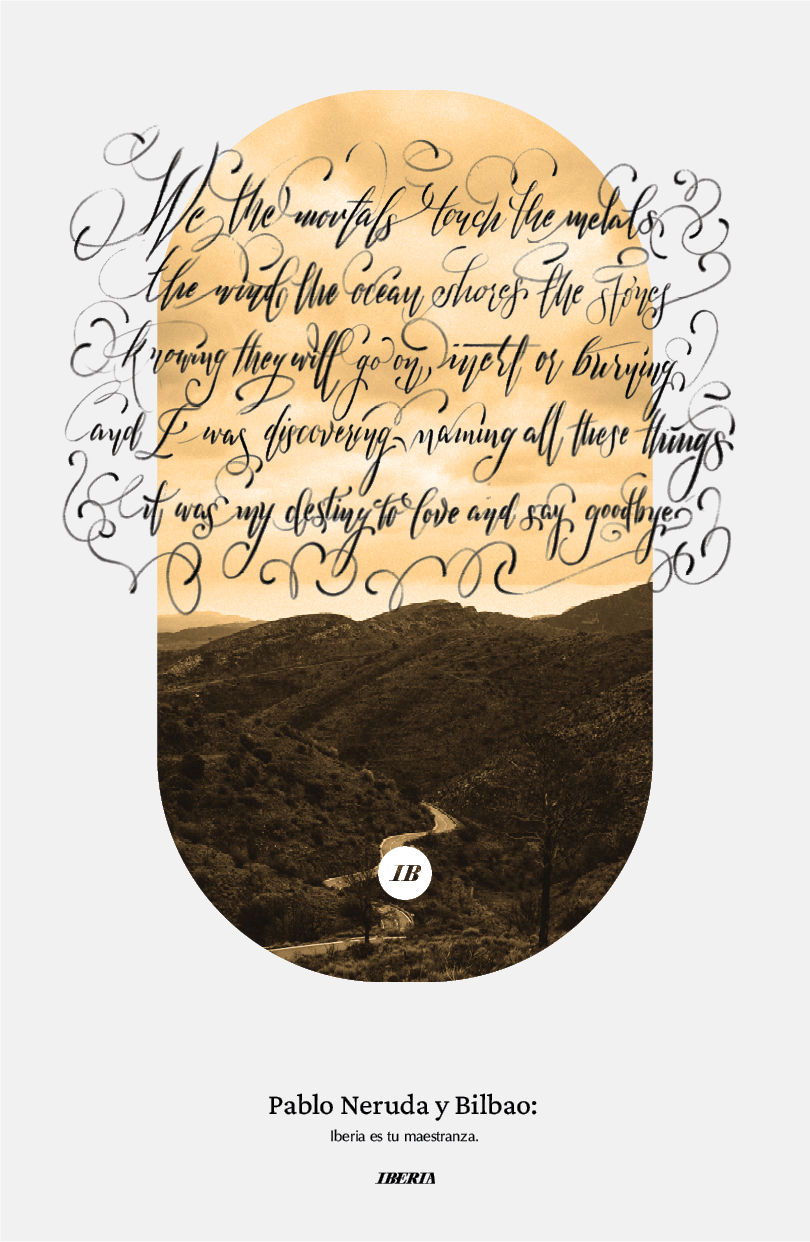 We the mortals touch the metals,
the wind, the ocean shores, the stones,
knowing they will go on, inert or burning,
and I was discovering, naming all these things:
it was my destiny to love and say goodbye.
IB
Pablo Neruda y Bilbao:
Iberia es tu maestranza.
IBERIA